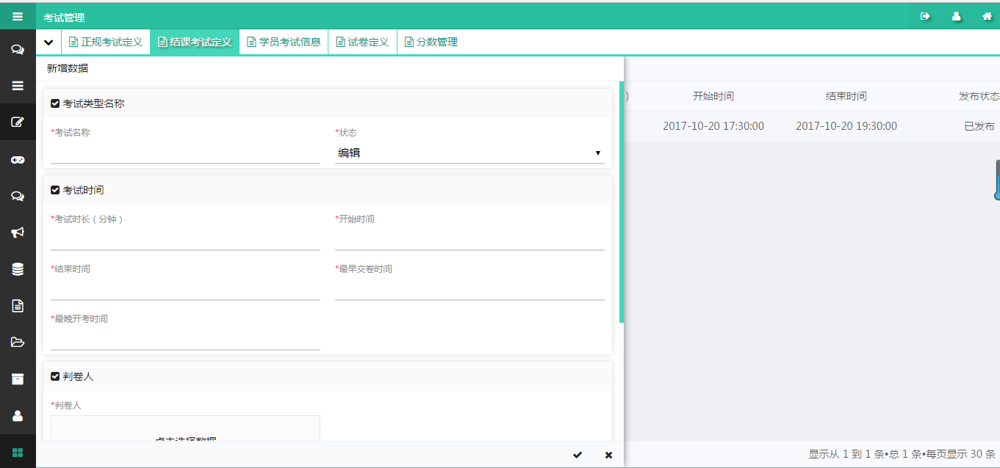 考试管理
正规考试定义 结课考试定义 学员考试信息 试卷定义 分数管理
新增数据
考试类型名称
*考试名称 *状态
编辑
考试时间
*考试时长（分钟） *开始时间
*结束时间 *最早交卷时间
*最晚开考时间
判卷人
*判卷人
点击选择数据
) 开始时间 结束时间 发布状态
2017-10-20 17:30:00 2017-10-20 19:30:00 已发布
显示从 1 到 1 条•总 1 条•每页显示 30 条